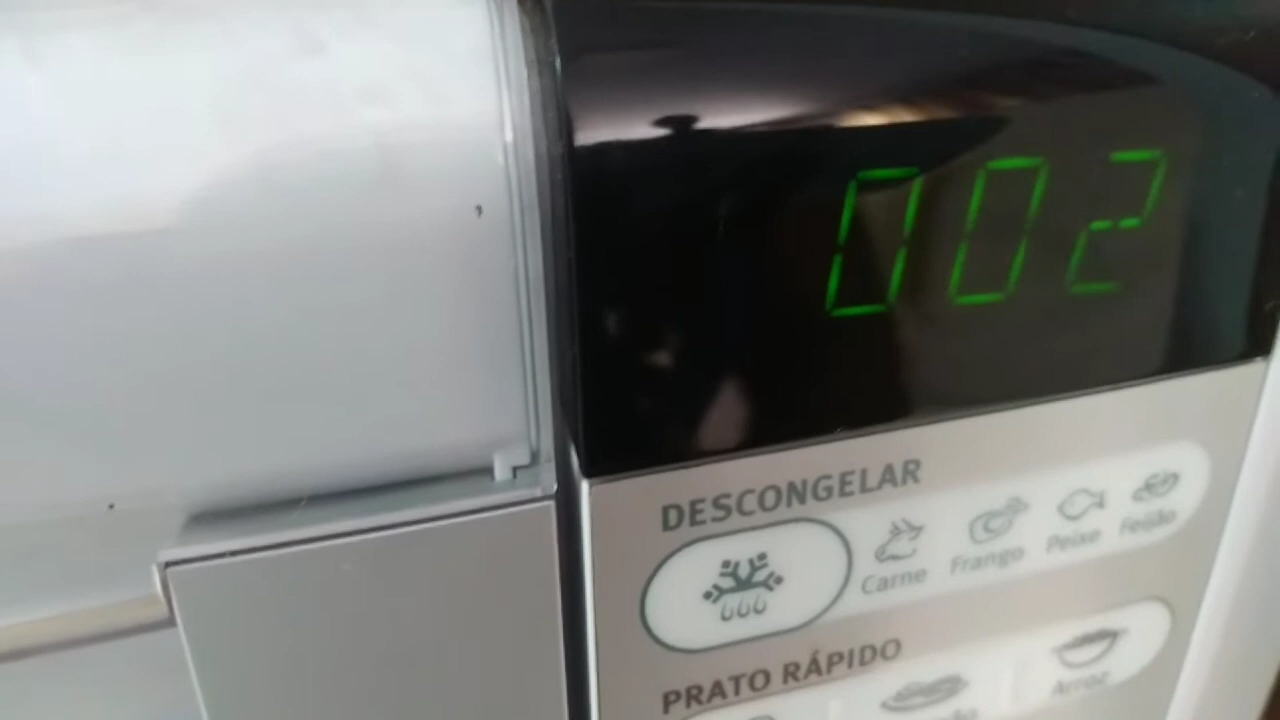 002
DESCONGELAR
Carne Frango Peixe Feijão
PRATO RÁPIDO
Arroz